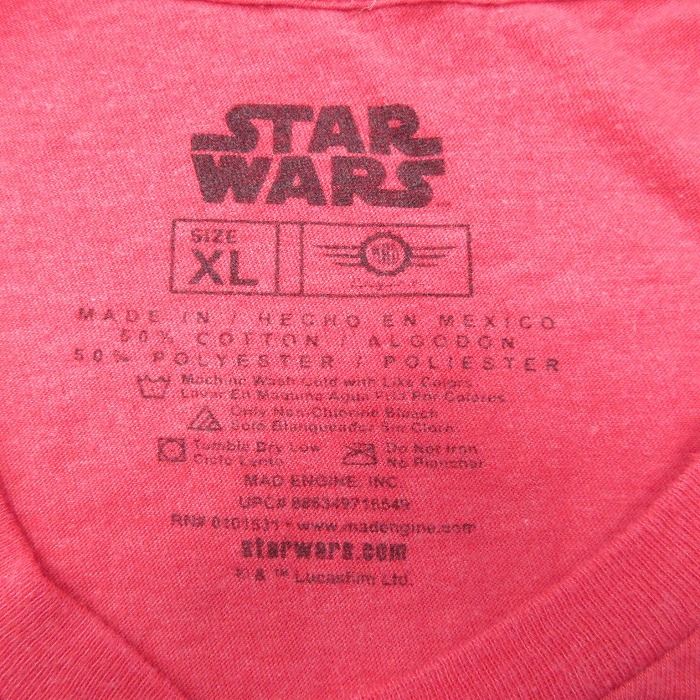 STAR
WARS
SIZE
XL
MADE IN / HECHO EN MEXICO
50% COTTON / ALGODON
50% POLYESTER / POLIESTER
Machine Wash Cold with Like Colors
Lavar En Maquina Agua Fria Por Colores
Only Non-Chlorine Bleach
Solo Blanqueador Sin Cloro
Tumble Dry Low
Ciclo Lento
Do Not Iron
No Planchar
MAD ENGINE, INC.
UPC# 886349716549
RN# 0101531 • www.madengine.com
starwars.com
© & ™ Lucasfilm Ltd.